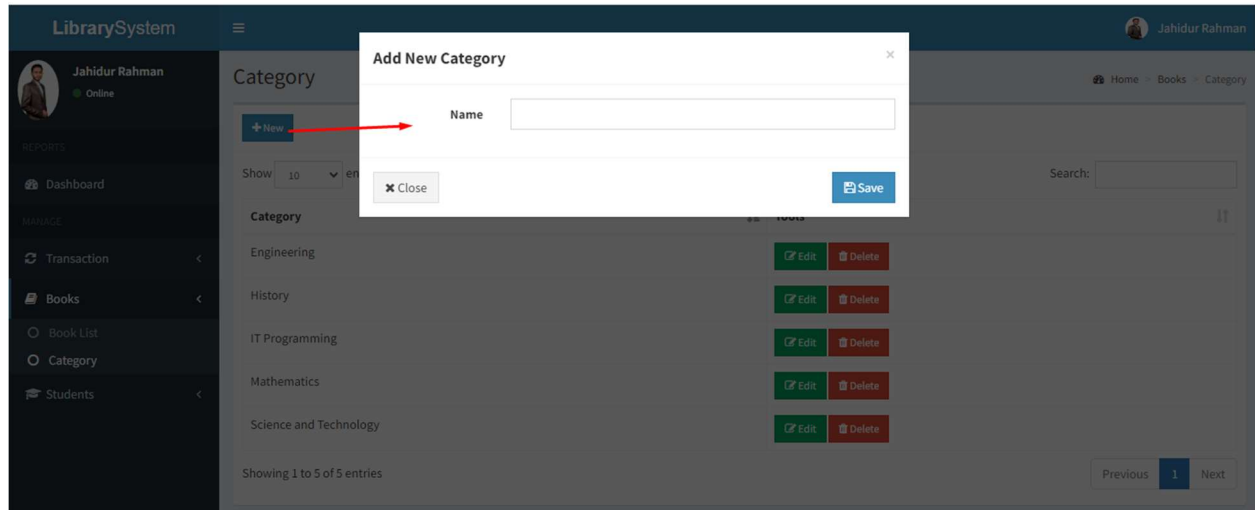 LibrarySystem
Jahidur Rahman
Jahidur Rahman
Online
REPORTS
Dashboard
MANAGE
Transaction
Books
Book List
Category
Students
Category
Home > Books > Category
New
Show 10 en
Search:
Add New Category
×
Name
Close
Save
Category Tools
Engineering Edit Delete
History Edit Delete
IT Programming Edit Delete
Mathematics Edit Delete
Science and Technology Edit Delete
Showing 1 to 5 of 5 entries
Previous 1 Next